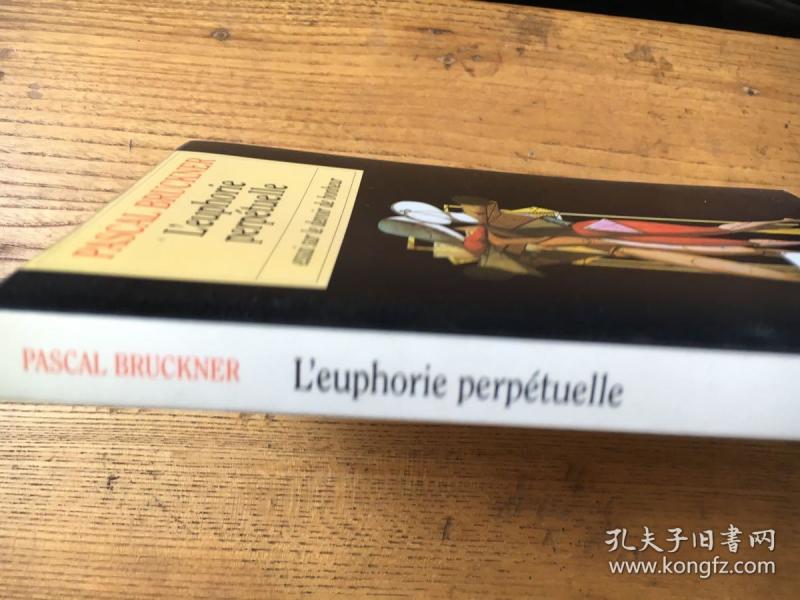 PASCAL BRUCKNER
L'euphorie
perpétuelle
essai sur le devoir de bonheur
PASCAL BRUCKNER L'euphorie perpétuelle
孔夫子旧書网
www.kongfz.com